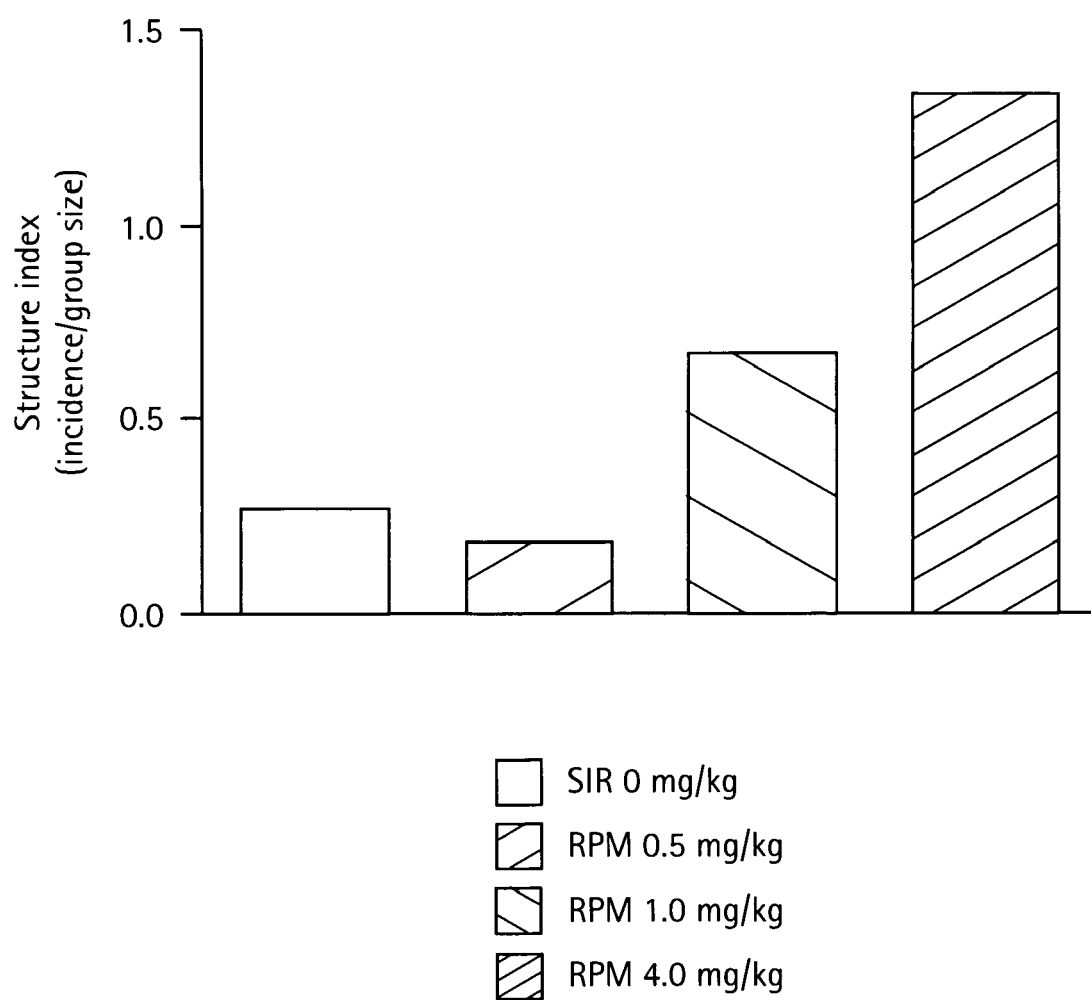 1.5
1.0
0.5
0.0
Structure index
(incidence/group size)
SIR 0 mg/kg
RPM 0.5 mg/kg
RPM 1.0 mg/kg
RPM 4.0 mg/kg